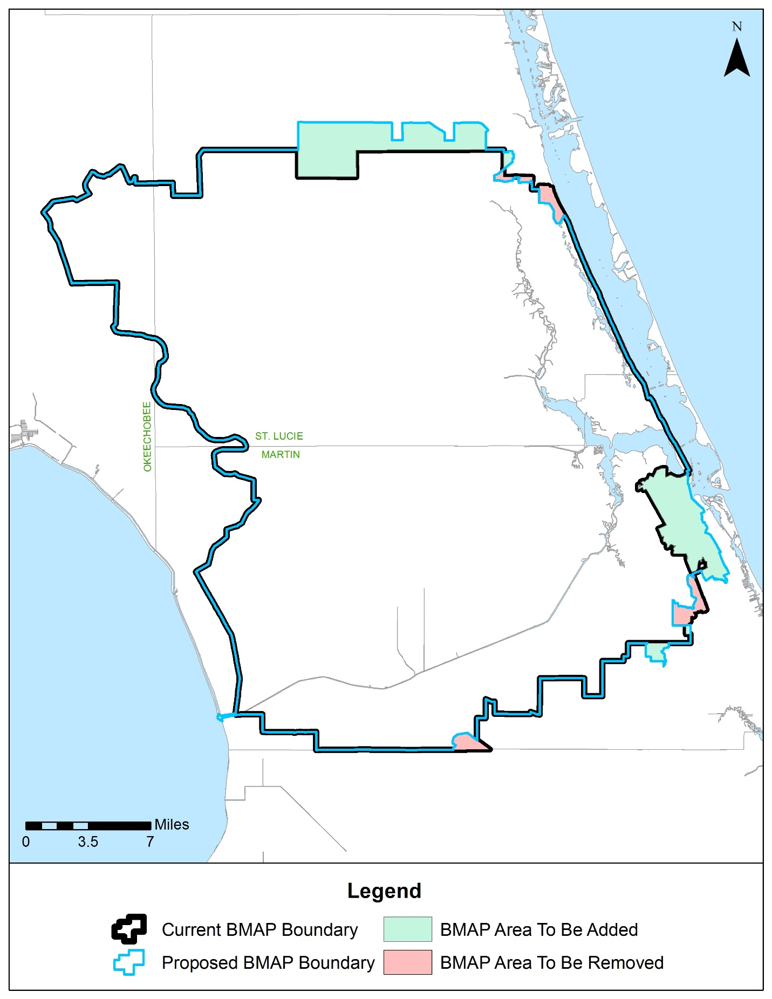 N
OKEECHOBEE
ST. LUCIE
MARTIN
Miles
0 3.5 7
Legend
Current BMAP Boundary
BMAP Area To Be Added
Proposed BMAP Boundary
BMAP Area To Be Removed